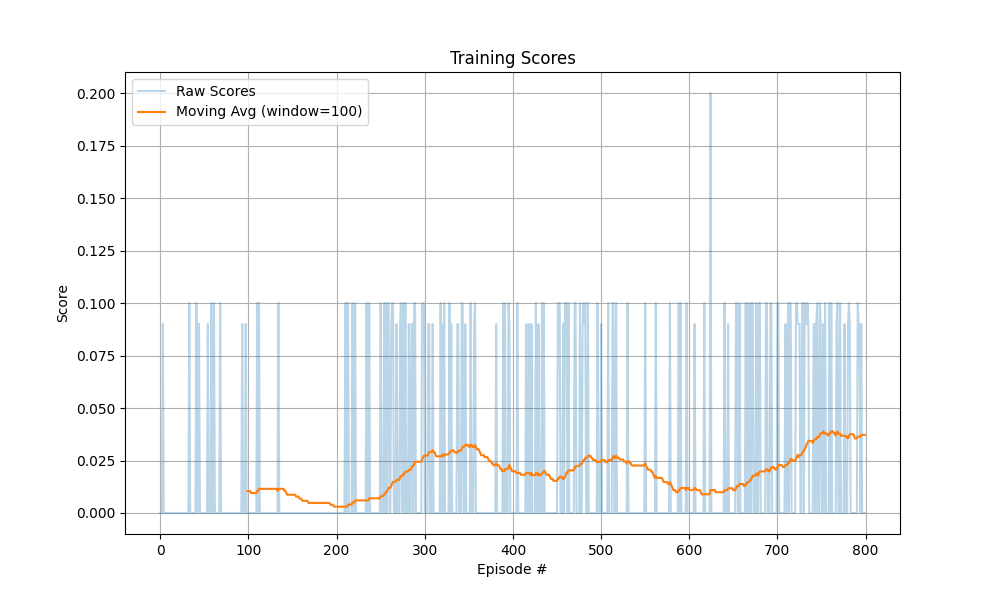 Training Scores
Raw Scores
Moving Avg (window=100)
0.200
0.175
0.150
0.125
0.100
0.075
0.050
0.025
0.000
Score
0 100 200 300 400 500 600 700 800
Episode #